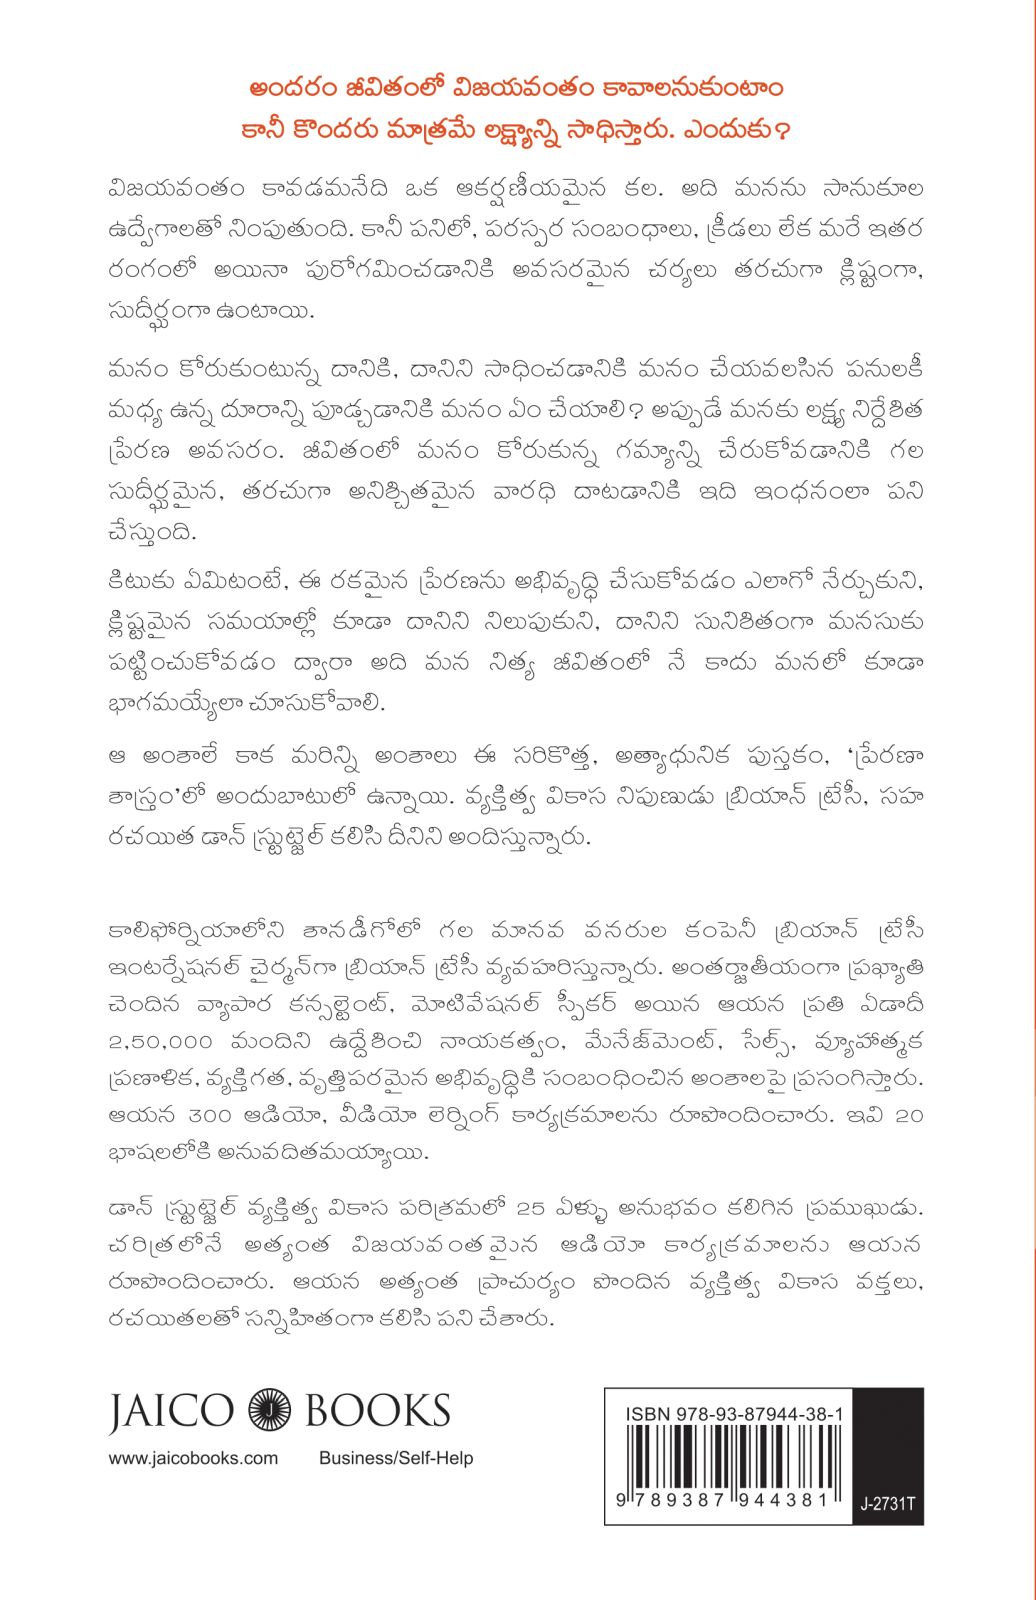 అందరం జీవితంలో విజయవంతం కావాలనుకుంటాం
కానీ కొందరు మాత్రమే లక్ష్యాన్ని సాధిస్తారు. ఎందుకు?
విజయవంతం కావడమనేది ఒక ఆకర్షణీయమైన కల. అది మనను సానుకూల
ఉద్వేగాలతో నింపుతుంది. కానీ పనిలో, పరస్పర సంబంధాలు, క్రీడలు లేక మరే ఇతర
రంగంలో అయినా పురోగమించడానికి అవసరమైన చర్యలు తరచుగా క్లిష్టంగా,
సుదీర్ఘంగా ఉంటాయి.
మనం కోరుకుంటున్న దానికి, దానిని సాధించడానికి మనం చేయవలసిన పనులకీ
మధ్య ఉన్న దూరాన్ని పూడ్చడానికి మనం ఏం చేయాలి? అప్పుడే మనకు లక్ష్య నిర్దేశిత
ప్రేరణ అవసరం. జీవితంలో మనం కోరుకున్న గమ్యాన్ని చేరుకోవడానికి గల
సుదీర్ఘమైన, తరచుగా అనిశ్చితమైన వారధి దాటడానికి ఇది ఇంధనంలా పని
చేస్తుంది.
కిటుకు ఏమిటంటే, ఈ రకమైన ప్రేరణను అభివృద్ధి చేసుకోవడం ఎలాగో నేర్చుకుని,
క్లిష్టమైన సమయాల్లో కూడా దానిని నిలుపుకుని, దానిని సునిశితంగా మనసుకు
పట్టించుకోవడం ద్వారా అది మన నిత్య జీవితంలో నే కాదు మనలో కూడా
భాగమయ్యేలా చూసుకోవాలి.
ఆ అంశాలే కాక మరిన్ని అంశాలు ఈ సరికొత్త, అత్యాధునిక పుస్తకం, ‘ప్రేరణా
శాస్త్రం’లో అందుబాటులో ఉన్నాయి. వ్యక్తిత్వ వికాస నిపుణుడు బ్రియాన్ ట్రేసీ, సహ
రచయిత డాన్ స్ట్రుట్జెల్ కలిసి దీనిని అందిస్తున్నారు.
కాలిఫోర్నియాలోని శానడీగోలో గల మానవ వనరుల కంపెనీ బ్రియాన్ ట్రేసీ
ఇంటర్నేషనల్ చైర్మన్‌గా బ్రియాన్ ట్రేసీ వ్యవహరిస్తున్నారు. అంతర్జాతీయంగా ప్రఖ్యాతి
చెందిన వ్యాపార కన్సల్టెంట్, మోటివేషనల్ స్పీకర్ అయిన ఆయన ప్రతి ఏడాదీ
2,50,000 మందిని ఉద్దేశించి నాయకత్వం, మేనేజ్‌మెంట్, సేల్స్, వ్యూహాత్మక
ప్రణాళిక, వ్యక్తిగత, వృత్తిపరమైన అభివృద్ధికి సంబంధించిన అంశాలపై ప్రసంగిస్తారు.
ఆయన 300 ఆడియో, వీడియో లెర్నింగ్ కార్యక్రమాలను రూపొందించారు. ఇవి 20
భాషలలోకి అనువదితమయ్యాయి.
డాన్ స్ట్రుట్జెల్ వ్యక్తిత్వ వికాస పరిశ్రమలో 25 ఏళ్ళు అనుభవం కలిగిన ప్రముఖుడు.
చరిత్రలోనే అత్యంత విజయవంతమైన ఆడియో కార్యక్రమాలను ఆయన
రూపొందించారు. ఆయన అత్యంత ప్రాచుర్యం పొందిన వ్యక్తిత్వ వికాస వక్తలు,
రచయితలతో సన్నిహితంగా కలిసి పని చేశారు.
JAICO J BOOKS
www.jaicobooks.com Business/Self-Help
ISBN 978-93-87944-38-1
9 789387 944381
J-2731T